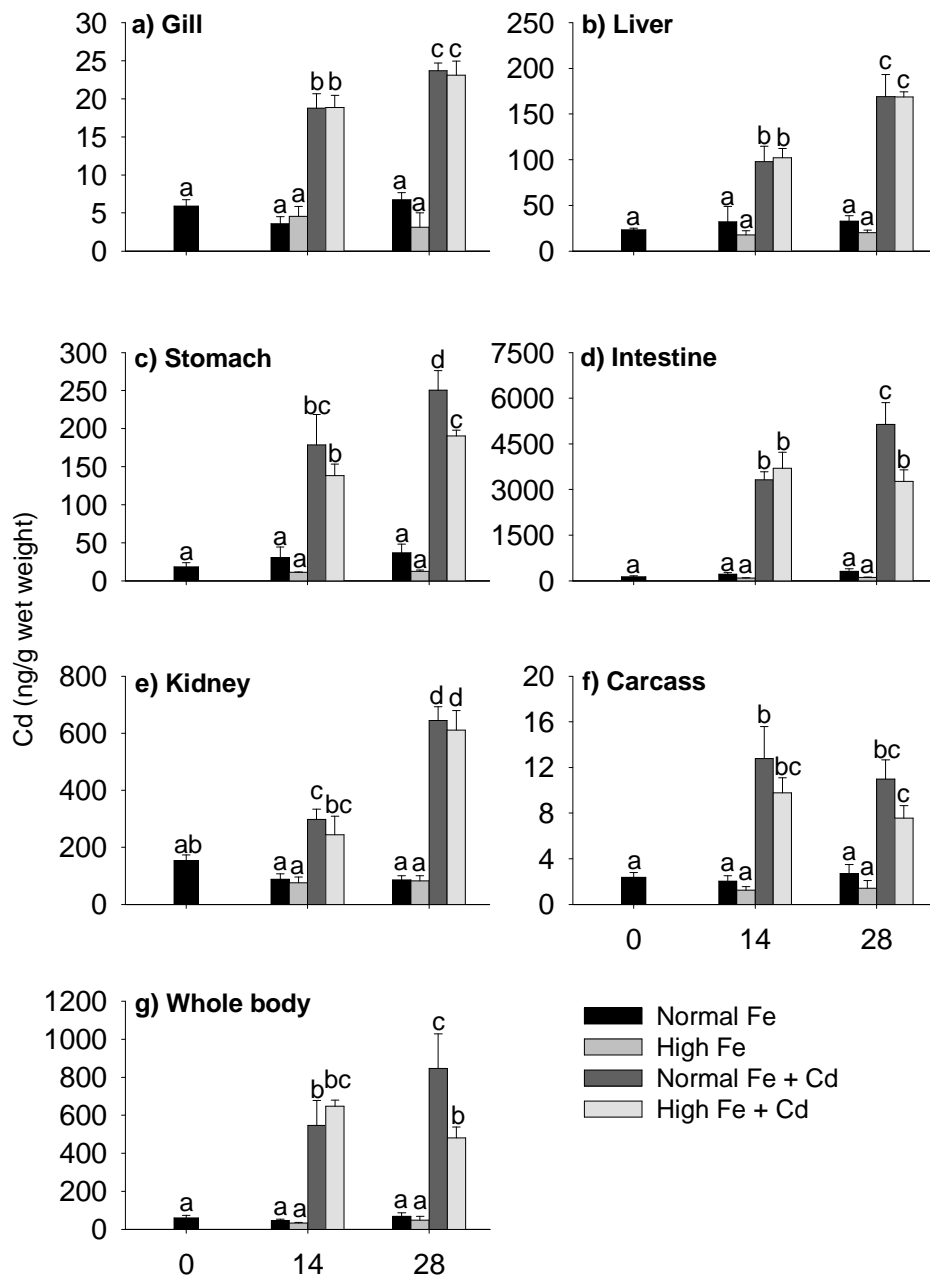 Cd (ng/g wet weight)
a) Gill
30
25
20
15
10
5
0
a
a
a
b
b
a
a
c
c
b) Liver
250
200
150
100
50
0
a
a
a
b
b
a
a
c
c
c) Stomach
300
250
200
150
100
50
0
a
a
a
bc
b
a
a
d
c
d) Intestine
7500
6000
4500
3000
1500
0
a
a
a
b
b
a
a
c
b
e) Kidney
800
600
400
200
0
ab
a
a
c
bc
a
a
d
d
f) Carcass
20
16
12
8
4
0
a
a
a
b
bc
a
a
bc
c
0 14 28
g) Whole body
1200
1000
800
600
400
200
0
a
a
a
b
bc
a
a
c
b
0 14 28
Normal Fe
High Fe
Normal Fe + Cd
High Fe + Cd